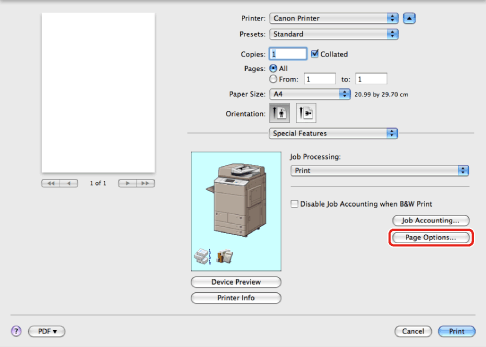 Printer: Canon Printer
Presets: Standard
Copies: 1 Collated
Pages: All
From: 1 to: 1
Paper Size: A4 20.99 by 29.70 cm
Orientation:
Special Features
Job Processing:
Print
1 of 1
Disable Job Accounting when B&W Print
Job Accounting...
Page Options...
Device Preview
Printer Info
? PDF ▾ Cancel Print